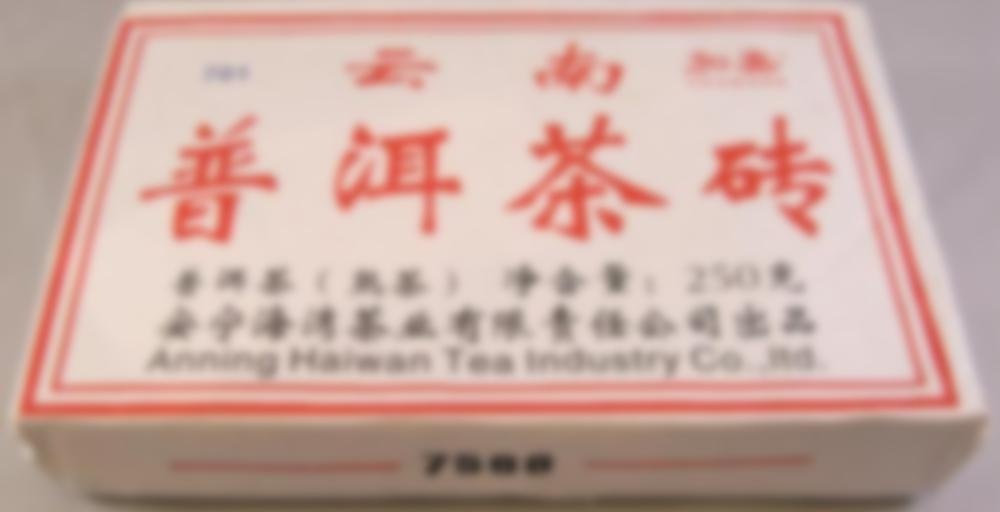 云南
普洱茶砖
普洱茶（熟茶） 净含量：250克
安宁海湾茶业有限责任公司出品
Anning Haiwan Tea Industry Co.,ltd.